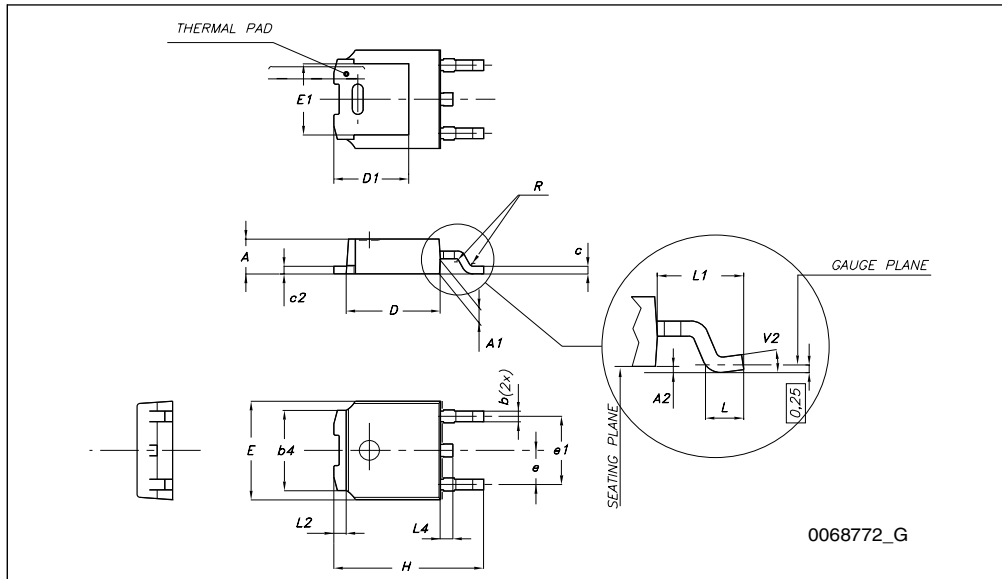 THERMAL PAD
E1
D1
R
A
c2
D
A1
c
L1
GAUGE PLANE
V2
A2
L
0,25
SEATING PLANE
b(2x)
E
b4
e
e1
L2
L4
H
0068772_G